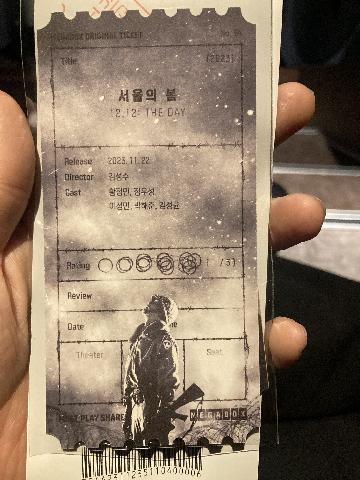 MEGABOX ORIGINAL TICKET No. 94
Title (2023)
서울의 봄
12.12: THE DAY
Release 2023.11.22
Director 김성수
Cast 황정민, 정우성
이성민, 박해준, 김성균
Rating
Review
Date
Theater Seat
PLAY SHARE
MEGABOX